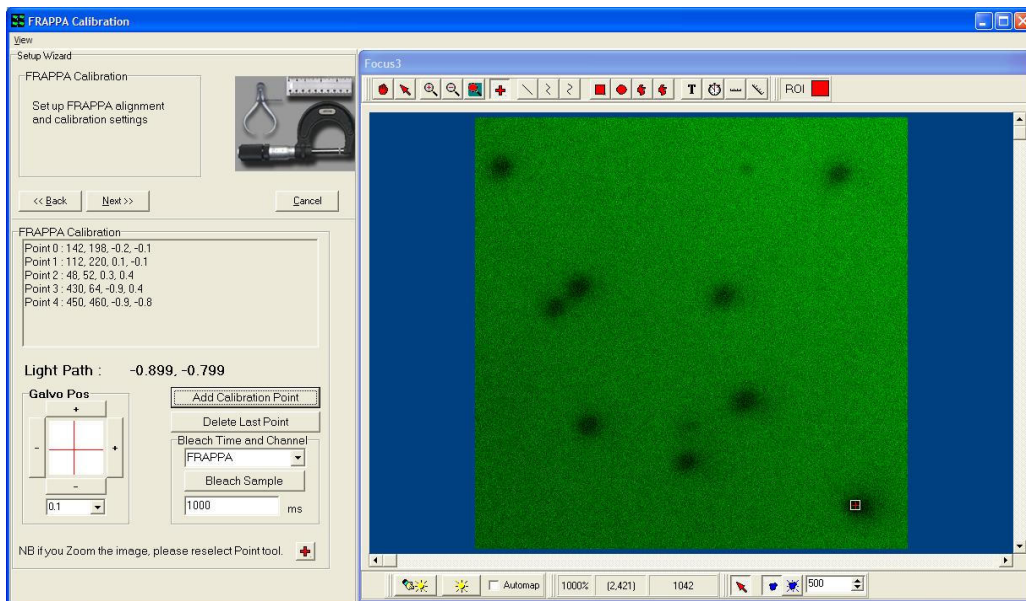 FRAPPA Calibration
View
Setup Wizard
FRAPPA Calibration
Set up FRAPPA alignment
and calibration settings
<< Back
Next >>
Cancel
FRAPPA Calibration
Point 0 : 142, 198, -0.2, -0.1
Point 1 : 112, 220, 0.1, -0.1
Point 2 : 48, 52, 0.3, 0.4
Point 3 : 430, 64, -0.9, 0.4
Point 4 : 450, 460, -0.9, -0.8
Light Path : -0.899, -0.799
Galvo Pos
+
-
+
-
0.1
Add Calibration Point
Delete Last Point
Bleach Time and Channel
FRAPPA
Bleach Sample
1000 ms
NB if you Zoom the image, please reselect Point tool.
Focus3
T
ROI
Automap
1000%
(2,421)
1042
500